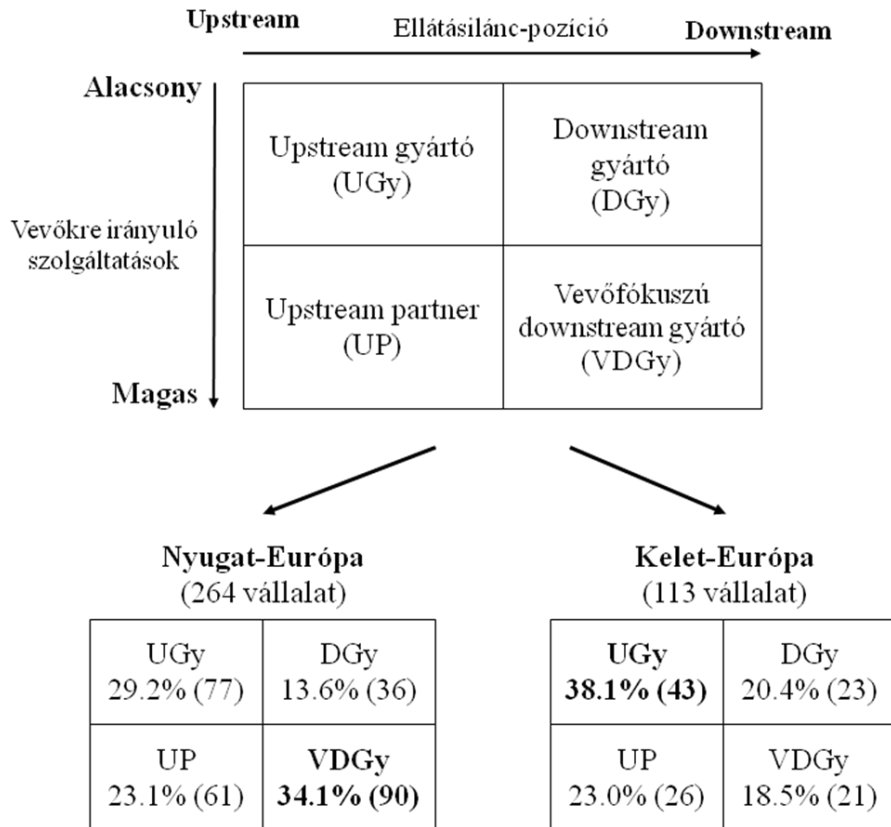 Upstream
Ellátásilánc-pozíció
Downstream
Alacsony
Vevőkre irányuló
szolgáltatások
Magas
Upstream gyártó
(UGy)
Downstream
gyártó
(DGy)
Upstream partner
(UP)
Vevőfókuszú
downstream gyártó
(VDGy)
Nyugat-Európa
(264 vállalat)
UGy
29.2% (77)
DGy
13.6% (36)
UP
23.1% (61)
VDGy
34.1% (90)
Kelet-Európa
(113 vállalat)
UGy
38.1% (43)
DGy
20.4% (23)
UP
23.0% (26)
VDGy
18.5% (21)